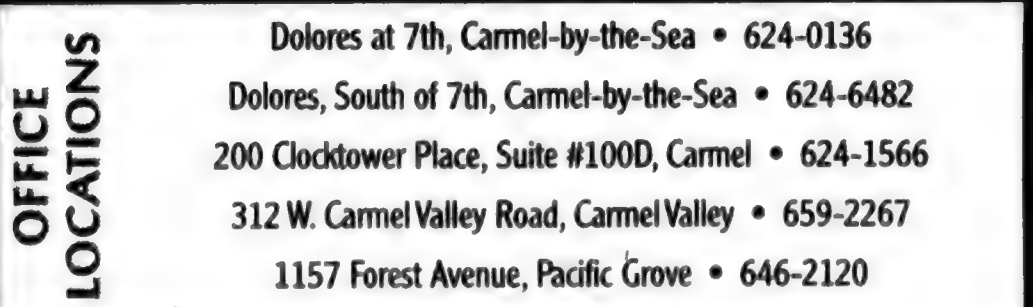 OFFICE
LOCATIONS
Dolores at 7th, Carmel-by-the-Sea • 624-0136
Dolores, South of 7th, Carmel-by-the-Sea • 624-6482
200 Clocktower Place, Suite #100D, Carmel • 624-1566
312 W. Carmel Valley Road, Carmel Valley • 659-2267
1157 Forest Avenue, Pacific Grove • 646-2120